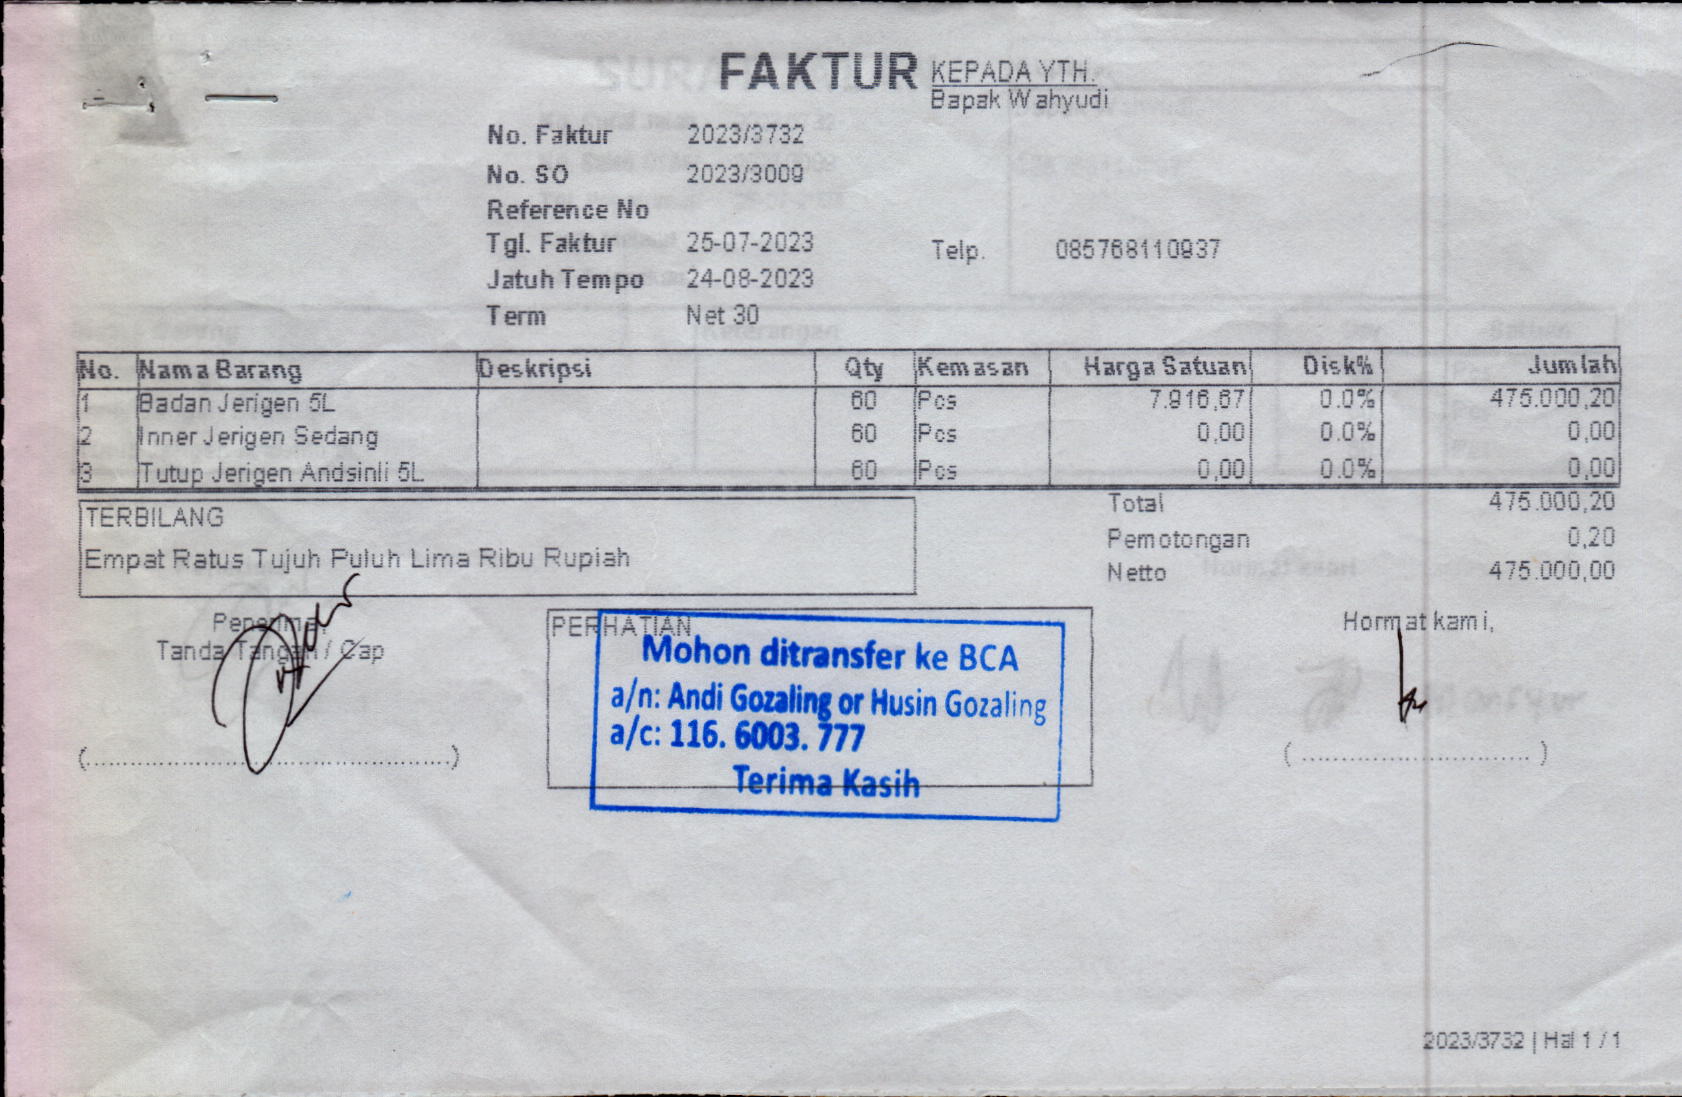 FAKTUR
KEPADA YTH.
Bapak Wahyudi
No. Faktur 2023/3732
No. SO 2023/3009
Reference No
Tgl. Faktur 25-07-2023
Telp. 085768110937
Jatuh Tempo 24-08-2023
Term Net 30
No. Nama Barang Deskripsi Qty Kemasan Harga Satuan Disk% Jumlah
1 Badan Jerigen 5L 60 Pcs 7.916,67 0.0% 475.000,20
2 Inner Jerigen Sedang 60 Pcs 0,00 0.0% 0,00
3 Tutup Jerigen Andsinli 5L 60 Pcs 0,00 0.0% 0,00
Total 475.000,20
Pemotongan 0,20
Netto 475.000,00
TERBILANG
Empat Ratus Tujuh Puluh Lima Ribu Rupiah
Penerima,
Tanda Tangan / Cap
(....................................................)
PERHATIAN
Mohon ditransfer ke BCA
a/n: Andi Gozaling or Husin Gozaling
a/c: 116. 6003. 777
Terima Kasih
Hormat kami,
( ................................ )
2023/3732 | Hal 1 / 1